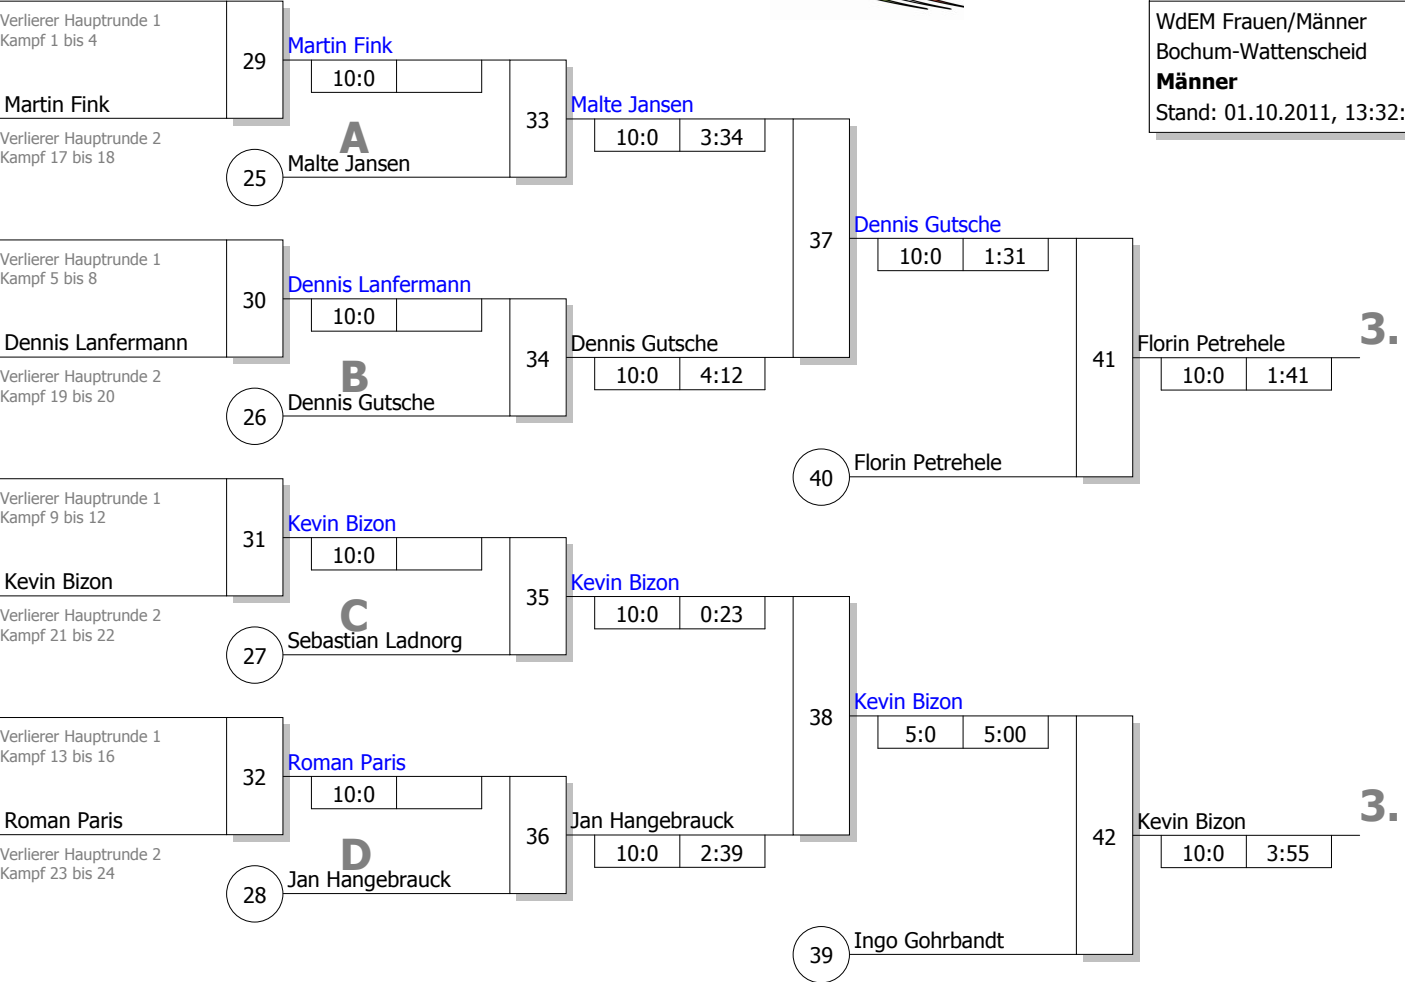 Verlierer Hauptrunde 1
Kampf 1 bis 4
29
Martin Fink
10:0
Martin Fink
Verlierer Hauptrunde 2
Kampf 17 bis 18
A
25
Malte Jansen
33
Malte Jansen
10:0 3:34
WdEM Frauen/Männer
Bochum-Wattenscheid
Männer
Stand: 01.10.2011, 13:32:
Verlierer Hauptrunde 1
Kampf 5 bis 8
30
Dennis Lanfermann
10:0
Dennis Lanfermann
Verlierer Hauptrunde 2
Kampf 19 bis 20
B
26
Dennis Gutsche
34
Dennis Gutsche
10:0 4:12
37
Dennis Gutsche
10:0 1:31
41
Florin Petrehele
10:0 1:41
3.
40
Florin Petrehele
Verlierer Hauptrunde 1
Kampf 9 bis 12
31
Kevin Bizon
10:0
Kevin Bizon
Verlierer Hauptrunde 2
Kampf 21 bis 22
C
27
Sebastian Ladnorg
35
Kevin Bizon
10:0 0:23
Verlierer Hauptrunde 1
Kampf 13 bis 16
32
Roman Paris
10:0
Roman Paris
Verlierer Hauptrunde 2
Kampf 23 bis 24
D
28
Jan Hangebrauck
36
Jan Hangebrauck
10:0 2:39
38
Kevin Bizon
5:0 5:00
42
Kevin Bizon
10:0 3:55
3.
39
Ingo Gohrbandt